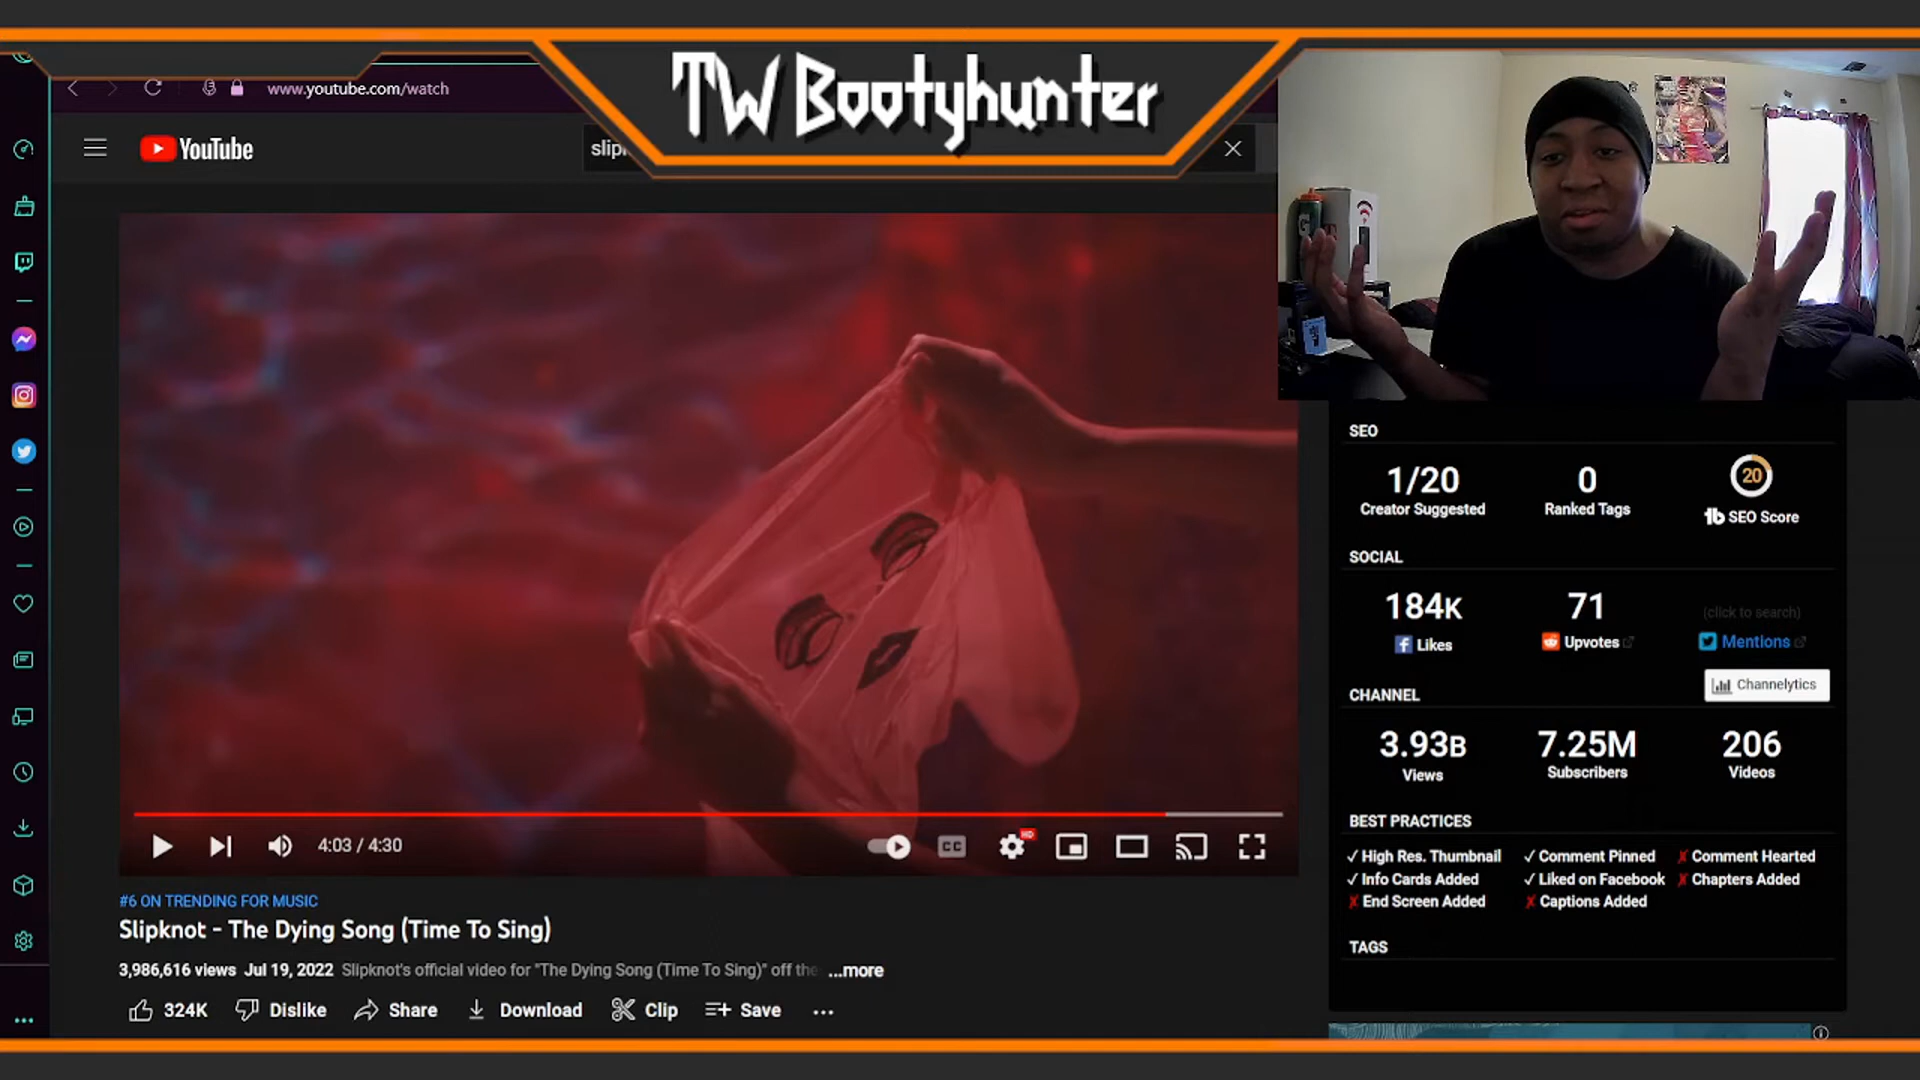 TW Bootyhunter
www.youtube.com/watch
YouTube
SEO
1/20
Creator Suggested
0
Ranked Tags
20
tb SEO Score
SOCIAL
184K
Likes
71
Upvotes
(click to search)
Mentions
CHANNEL
Channelytics
3.93B
Views
7.25M
Subscribers
206
Videos
BEST PRACTICES
✓ High Res. Thumbnail ✓ Comment Pinned ✗ Comment Hearted
✓ Info Cards Added ✓ Liked on Facebook ✗ Chapters Added
✗ End Screen Added ✗ Captions Added
TAGS
4:03 / 4:30
CC
HD
#6 ON TRENDING FOR MUSIC
Slipknot - The Dying Song (Time To Sing)
3,986,616 views Jul 19, 2022 Slipknot's official video for "The Dying Song (Time To Sing)" off the ...more
324K Dislike Share Download Clip Save